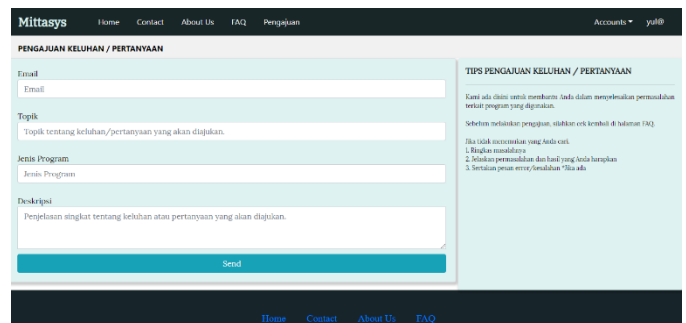 Mittasys Home Contact About Us FAQ Pengajuan Accounts yul@
PENGAJUAN KELUHAN / PERTANYAAN
Email
Email
Topik
Topik tentang keluhan/pertanyaan yang akan diajukan.
Jenis Program
Jenis Program
Deskripsi
Penjelasan singkat tentang keluhan atau pertanyaan yang akan diajukan.
Send
TIPS PENGAJUAN KELUHAN / PERTANYAAN
Kami ada disini untuk membantu Anda dalam menyelesaikan permasalahan
terkait program yang digunakan.
Sebelum melakukan pengajuan, silahkan cek kembali di halaman FAQ.
Jika tidak menemukan yang Anda cari.
1. Ringkas masalahnya
2. Jelaskan permasalahan dan hasil yang Anda harapkan
3. Sertakan pesan error/kesalahan *Jika ada
Home Contact About Us FAQ